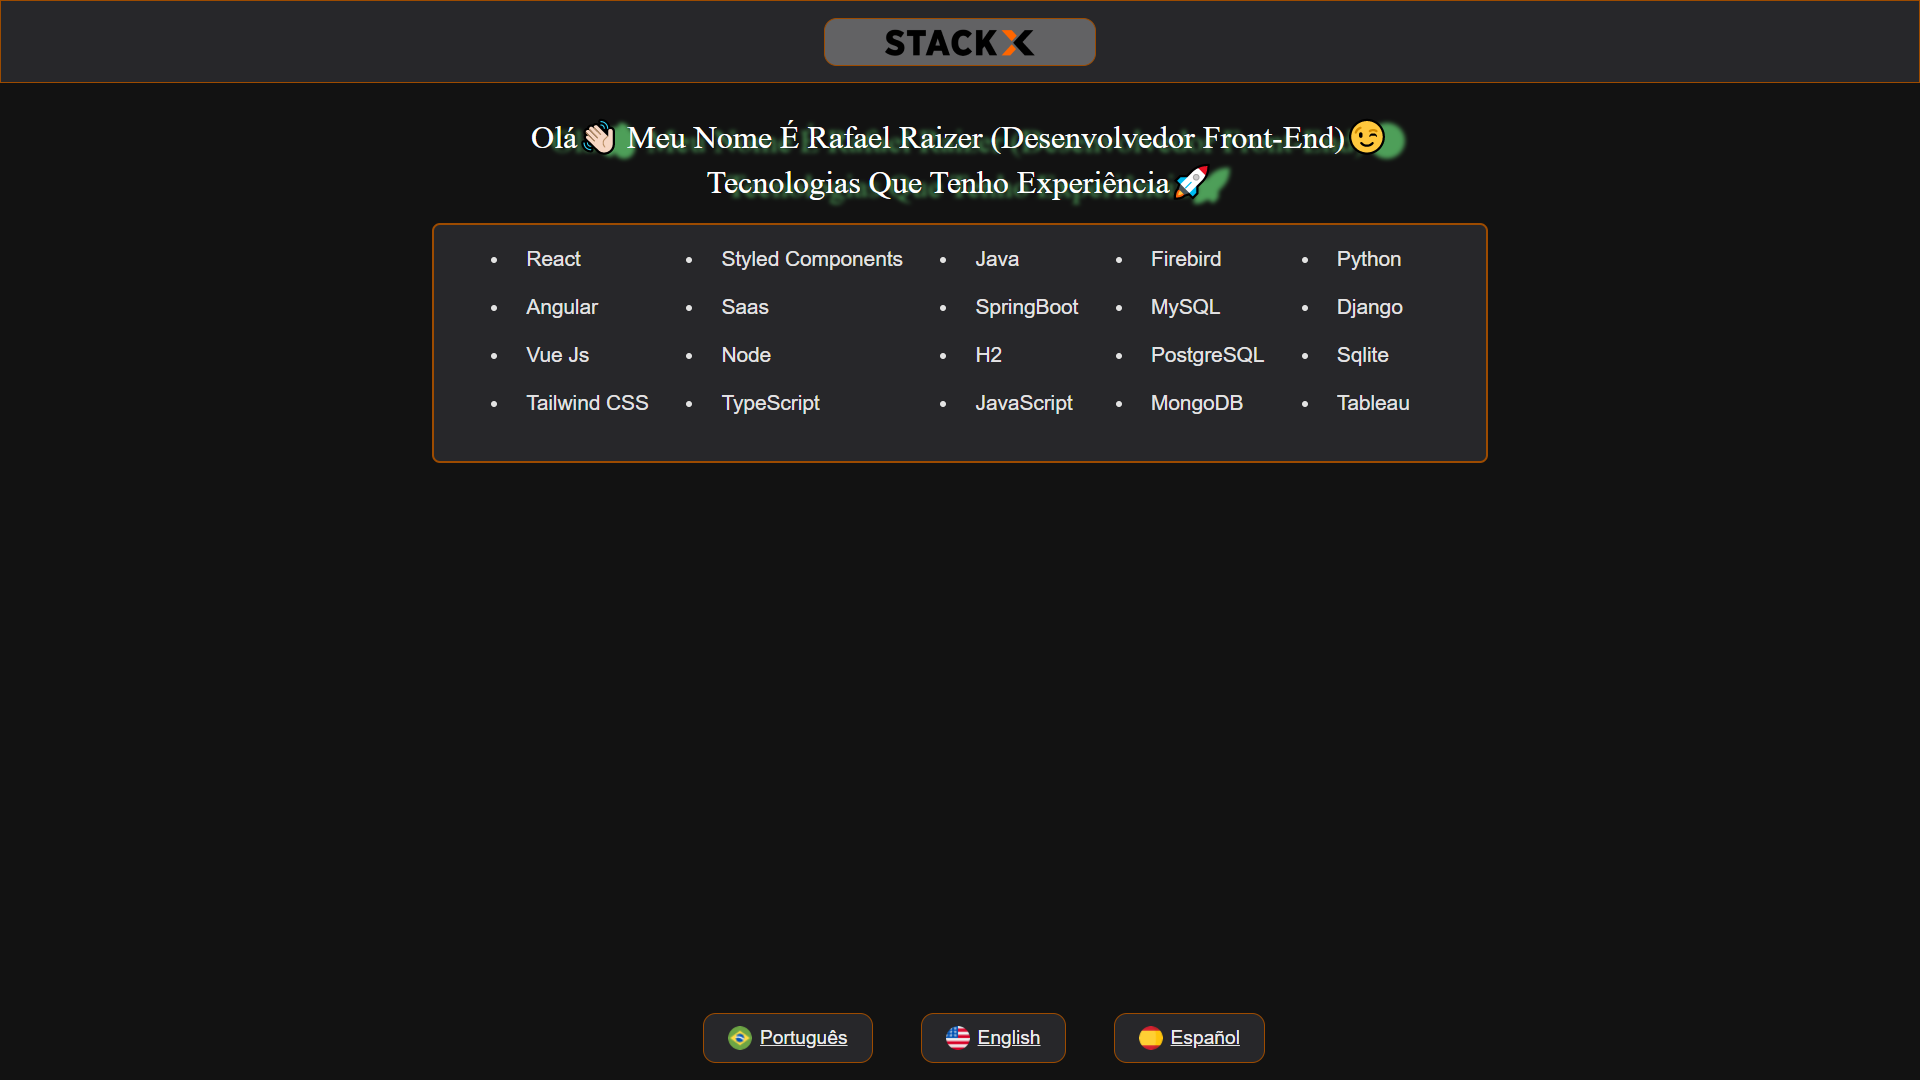 STACKX
Olá👋🏻 Meu Nome É Rafael Raizer (Desenvolvedor Front-End)😉
Tecnologias Que Tenho Experiência🚀
• React • Styled Components • Java • Firebird • Python
• Angular • Saas • SpringBoot • MySQL • Django
• Vue Js • Node • H2 • PostgreSQL • Sqlite
• Tailwind CSS • TypeScript • JavaScript • MongoDB • Tableau
Português English Español